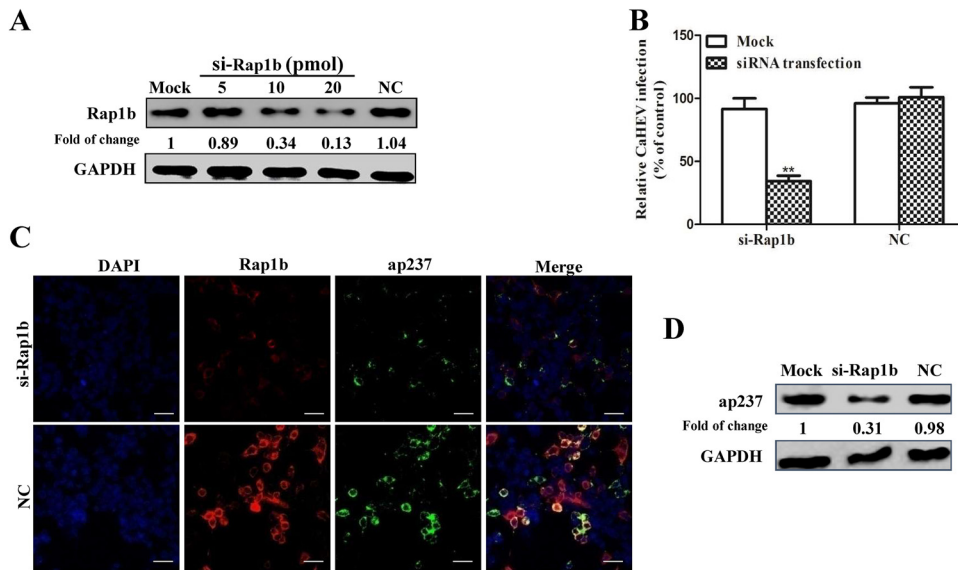 A
si-Rap1b (pmol)
Mock 5 10 20 NC
Rap1b
Fold of change 1 0.89 0.34 0.13 1.04
GAPDH
B
Relative CaHEV infection
(% of control)
150
100
50
0
Mock
siRNA transfection
**
si-Rap1b NC
C
DAPI Rap1b ap237 Merge
si-Rap1b
NC
D
Mock si-Rap1b NC
ap237
Fold of change 1 0.31 0.98
GAPDH